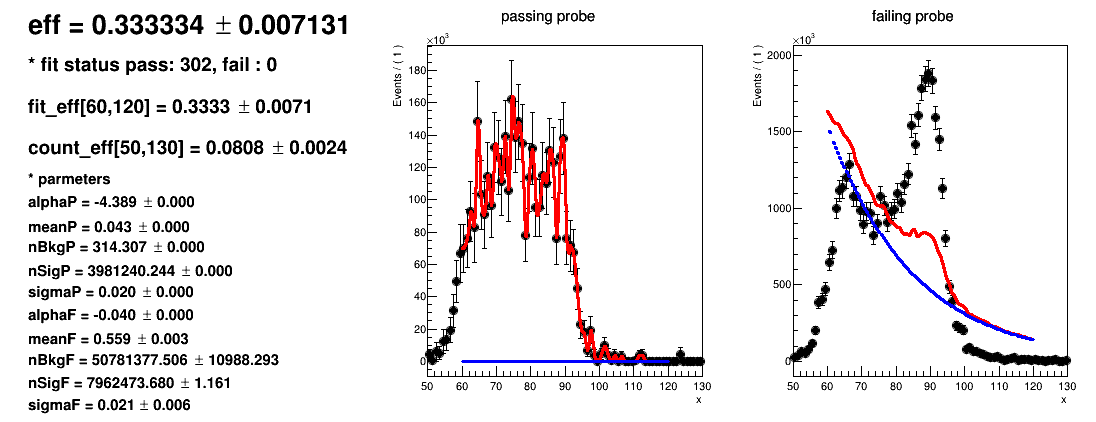 eff = 0.333334 ± 0.007131
* fit status pass: 302, fail : 0
fit_eff[60,120] = 0.3333 ± 0.0071
count_eff[50,130] = 0.0808 ± 0.0024
* parmeters
alphaP = -4.389 ± 0.000
meanP = 0.043 ± 0.000
nBkgP = 314.307 ± 0.000
nSigP = 3981240.244 ± 0.000
sigmaP = 0.020 ± 0.000
alphaF = -0.040 ± 0.000
meanF = 0.559 ± 0.003
nBkgF = 50781377.506 ± 10988.293
nSigF = 7962473.680 ± 1.161
sigmaF = 0.021 ± 0.006
passing probe
×10³
Events / ( 1 )
180
160
140
120
100
80
60
40
20
0
50 60 70 80 90 100 110 120 130
x
failing probe
×10³
Events / ( 1 )
2000
1500
1000
500
0
50 60 70 80 90 100 110 120 130
x